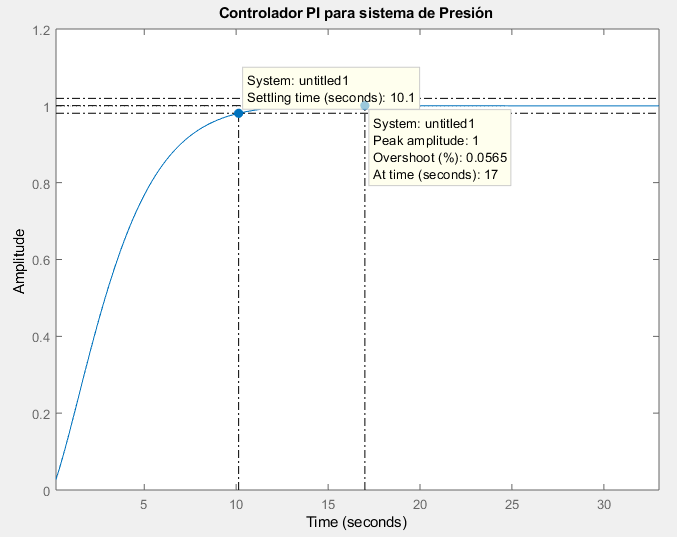 Controlador PI para sistema de Presión
1.2
1
0.8
0.6
0.4
0.2
0
Amplitude
System: untitled1
Settling time (seconds): 10.1
System: untitled1
Peak amplitude: 1
Overshoot (%): 0.0565
At time (seconds): 17
5
10
15
20
25
30
Time (seconds)